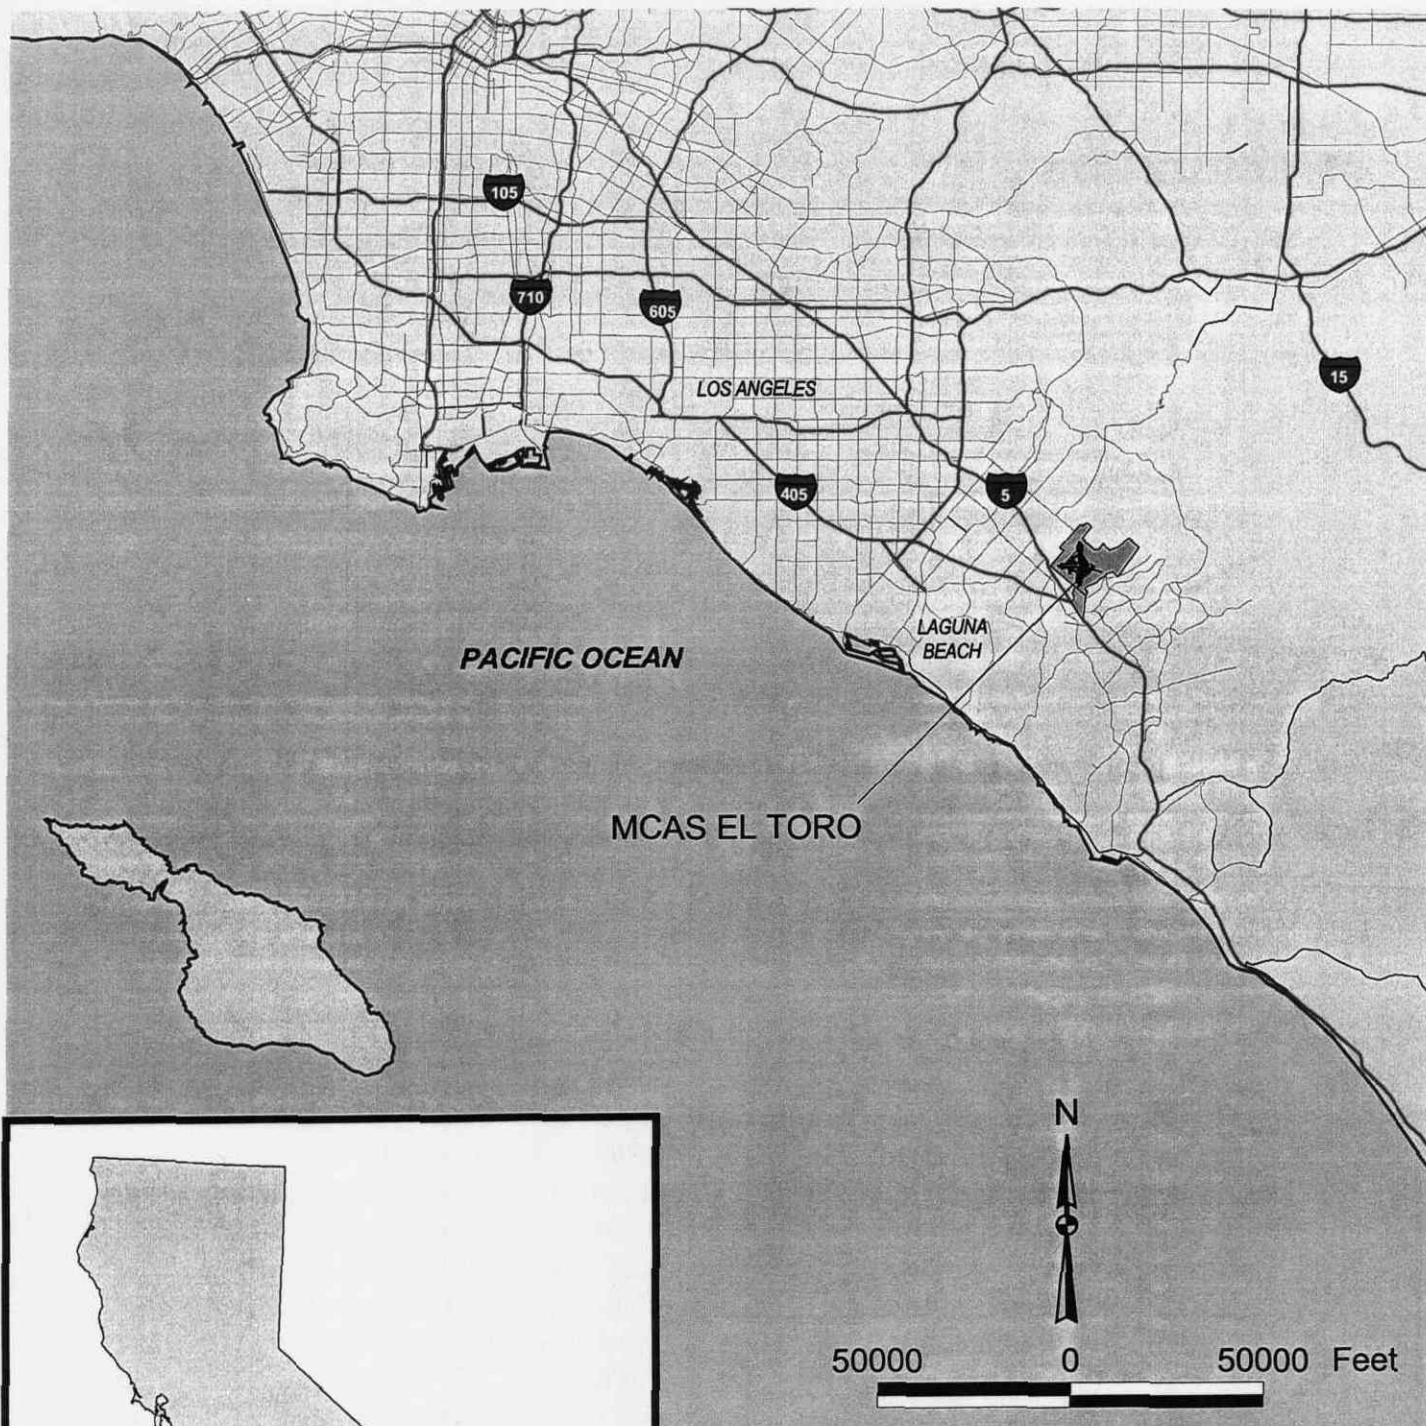 105
710
605
LOS ANGELES
15
405
5
LAGUNA
BEACH
PACIFIC OCEAN
MCAS EL TORO
N
50000 0 50000 Feet